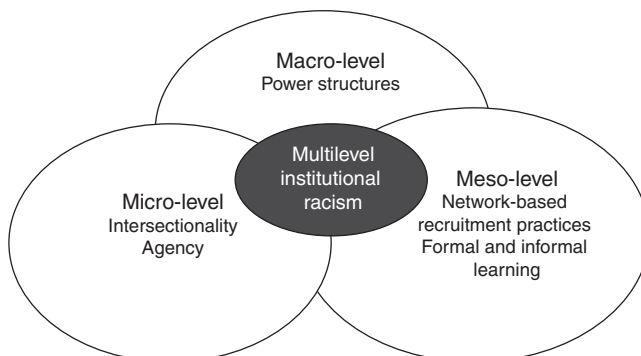 Macro-level
Power structures
Multilevel
institutional
racism
Micro-level
Intersectionality
Agency
Meso-level
Network-based
recruitment practices
Formal and informal
learning